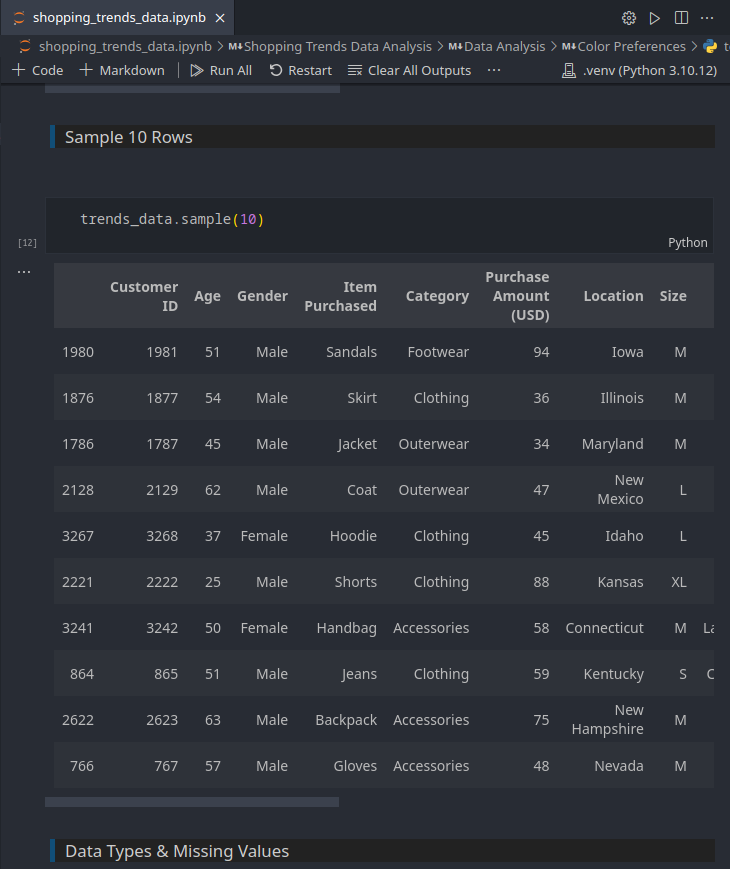 shopping_trends_data.ipynb
shopping_trends_data.ipynb > M↓Shopping Trends Data Analysis > M↓Data Analysis > M↓Color Preferences >
+ Code + Markdown | Run All Restart Clear All Outputs ... .venv (Python 3.10.12)
Sample 10 Rows
trends_data.sample(10)
[12]
Python
...
Customer ID Age Gender Item Purchased Category Purchase Amount (USD) Location Size
1980 1981 51 Male Sandals Footwear 94 Iowa M
1876 1877 54 Male Skirt Clothing 36 Illinois M
1786 1787 45 Male Jacket Outerwear 34 Maryland M
2128 2129 62 Male Coat Outerwear 47 New Mexico L
3267 3268 37 Female Hoodie Clothing 45 Idaho L
2221 2222 25 Male Shorts Clothing 88 Kansas XL
3241 3242 50 Female Handbag Accessories 58 Connecticut M
864 865 51 Male Jeans Clothing 59 Kentucky S
2622 2623 63 Male Backpack Accessories 75 New Hampshire M
766 767 57 Male Gloves Accessories 48 Nevada M
Data Types & Missing Values